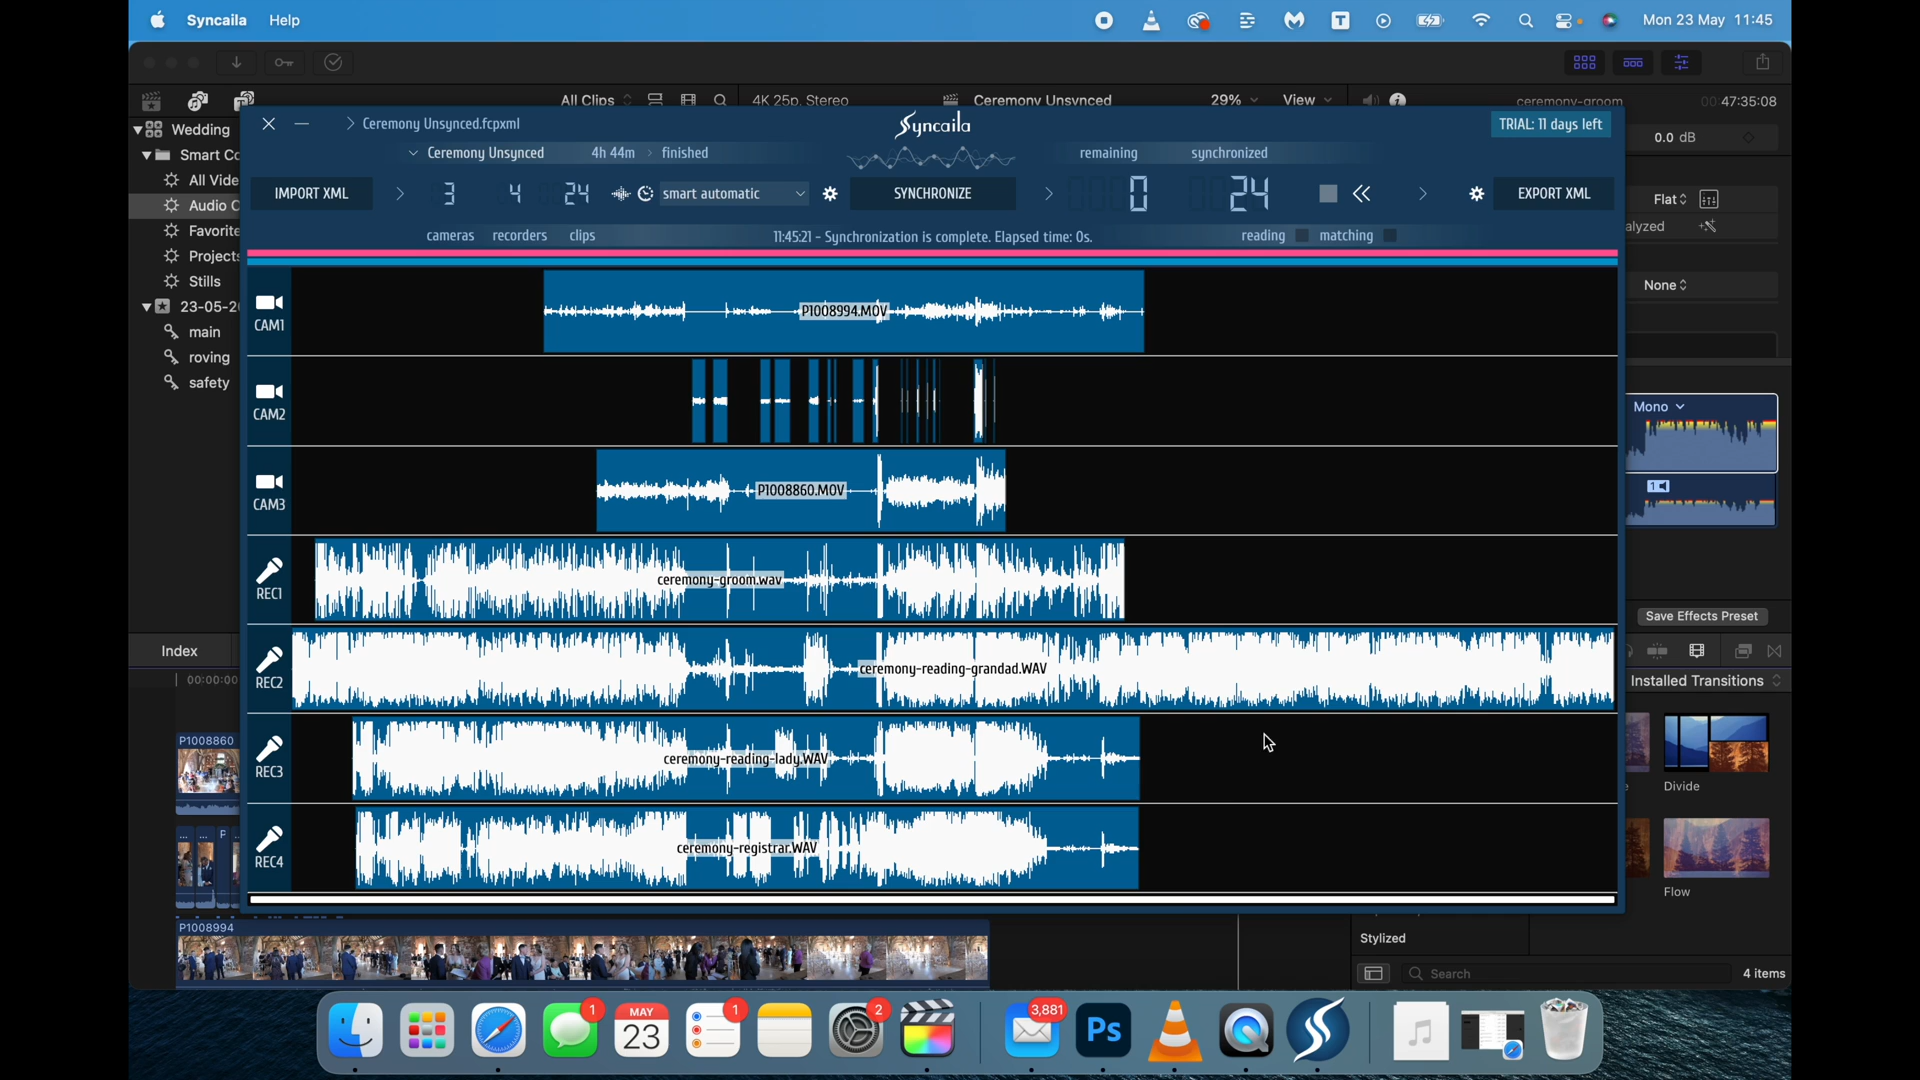 Syncaila Help
Mon 23 May 11:45
All Clips
4K 25p, Stereo
Ceremony Unsynced
29%
View
ceremony-groom
00:47:35:08
Wedding
Smart Co
All Vide
Audio O
Favorite
Projects
Stills
23-05-20
main
roving
safety
Ceremony Unsynced.fcpxml
Syncaila
TRIAL: 11 days left
Ceremony Unsynced 4h 44m finished
remaining synchronized
IMPORT XML
3 4 24
smart automatic
SYNCHRONIZE
0 24
EXPORT XML
cameras recorders clips
11:45:21 - Synchronization is complete. Elapsed time: 0s.
reading matching
CAM1
P1008994.MOV
CAM2
CAM3
P1008860.MOV
REC1
ceremony-groom.wav
REC2
ceremony-reading-grandad.WAV
REC3
ceremony-reading-lady.WAV
REC4
ceremony-registrar.WAV
0.0 dB
Flat
alyzed
None
Mono
1
Save Effects Preset
Installed Transitions
Divide
Flow
Stylized
Search
4 items
Index
00:00:00
P1008860
... ... P
P1008994
1
MAY
23
1
2
3,881
Ps